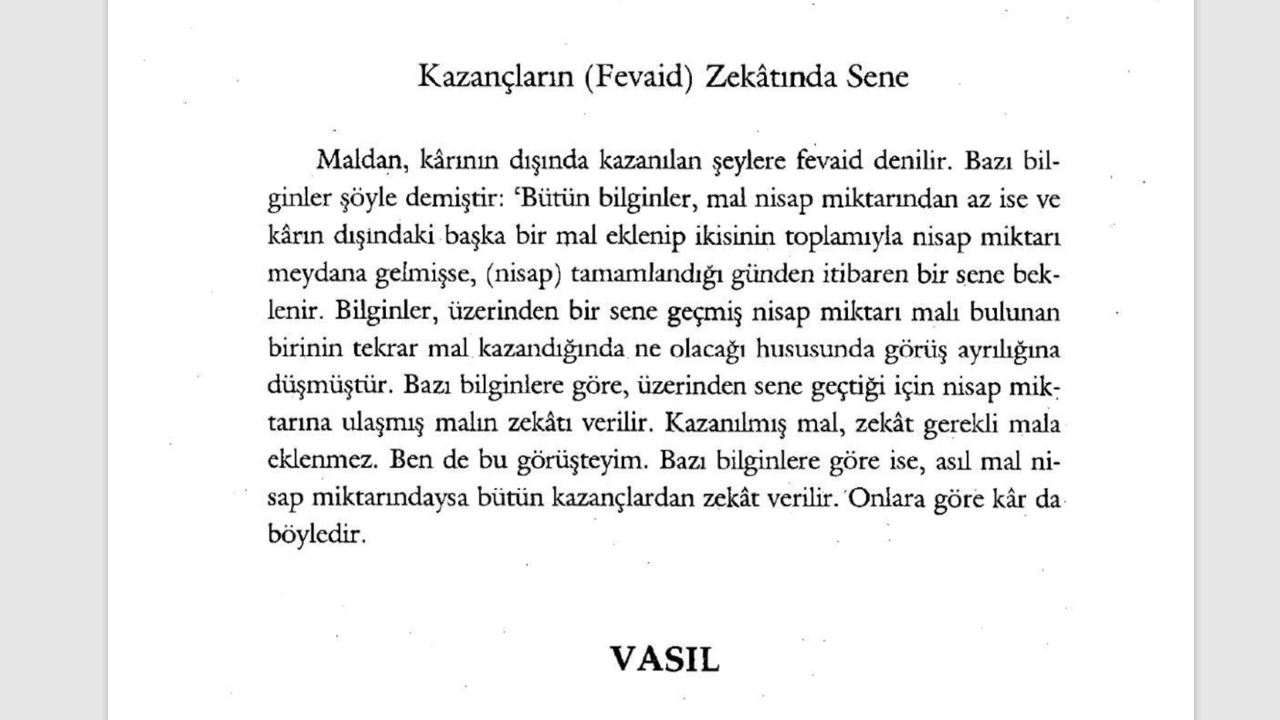 Kazançların (Fevaid) Zekâtında Sene
Maldan, kârının dışında kazanılan şeylere fevaid denilir. Bazı bil-
ginler şöyle demiştir: ‘Bütün bilginler, mal nisap miktarından az ise ve
kârın dışındaki başka bir mal eklenip ikisinin toplamıyla nisap miktarı
meydana gelmişse, (nisap) tamamlandığı günden itibaren bir sene bek-
lenir. Bilginler, üzerinden bir sene geçmiş nisap miktarı malı bulunan
birinin tekrar mal kazandığında ne olacağı hususunda görüş ayrılığına
düşmüştür. Bazı bilginlere göre, üzerinden sene geçtiği için nisap mik-
tarına ulaşmış malın zekâtı verilir. Kazanılmış mal, zekât gerekli mala
eklenmez. Ben de bu görüşteyim. Bazı bilginlere göre ise, asıl mal ni-
sap miktarındaysa bütün kazançlardan zekât verilir. Onlara göre kâr da
böyledir.
VASIL